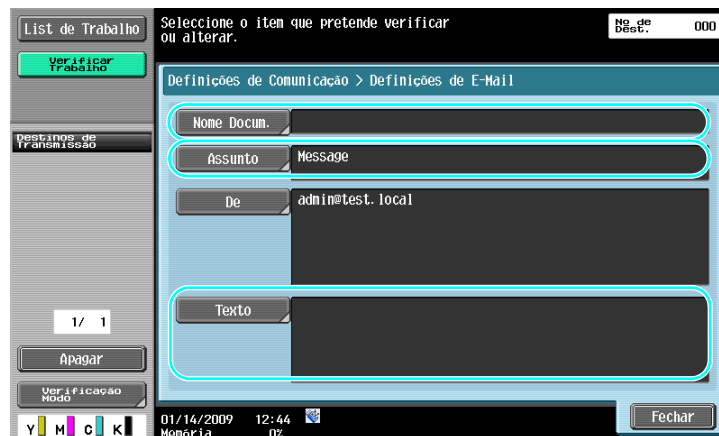 List de Trabalho
Seleccione o item que pretende verificar
ou alterar.
Nº de
Dest.
000
Verificar
Trabalho
Definições de Comunicação > Definições de E-Mail
Nome Docum.
Destinos de
Transmissão
Assunto
Message
De
admin@test.local
Texto
1/ 1
Apagar
Verificação
Modo
Y M C K
01/14/2009 12:44
Memória 0%
Fechar